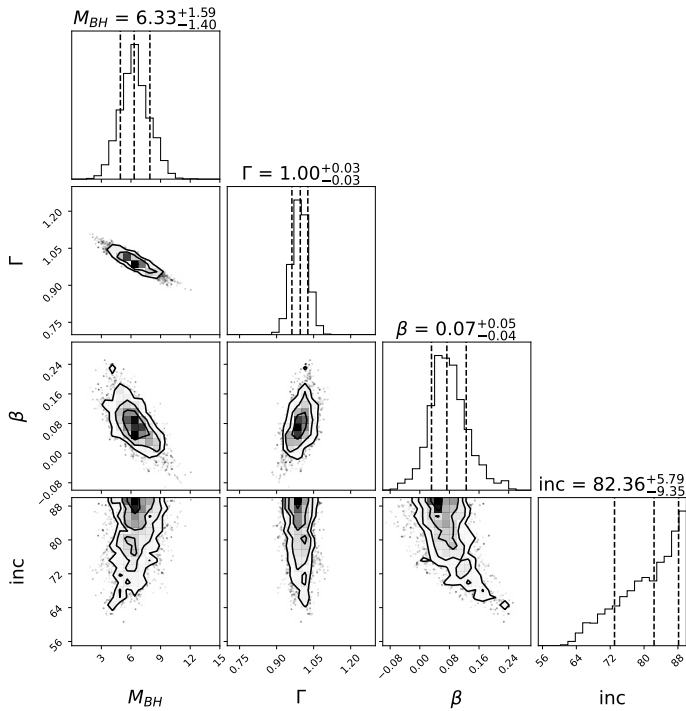 M_{BH} = 6.33^{+1.59}_{-1.40}
Γ = 1.00^{+0.03}_{-0.03}
1.20
1.05
0.90
0.75
Γ
β = 0.07^{+0.05}_{-0.04}
0.24
0.16
0.08
0.00
-0.08
β
inc = 82.36^{+5.79}_{-9.35}
88
80
72
64
56
inc
3 6 9 12 15
0.75 0.90 1.05 1.20
-0.08 0.00 0.08 0.16 0.24
56 64 72 80 88
M_{BH} Γ β inc